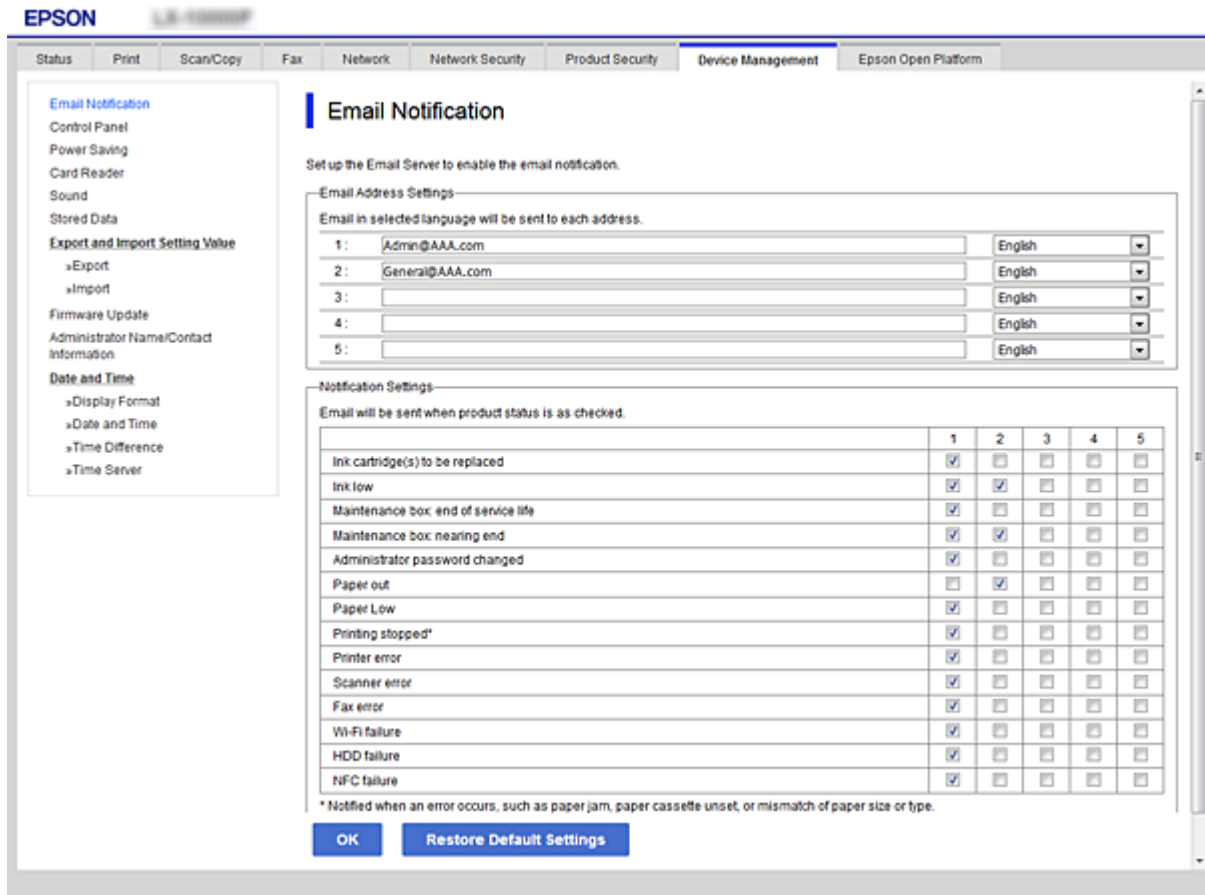 EPSON
Status Print Scan/Copy Fax Network Network Security Product Security Device Management Epson Open Platform
Email Notification
Control Panel
Power Saving
Card Reader
Sound
Stored Data
Export and Import Setting Value
»Export
»Import
Firmware Update
Administrator Name/Contact
Information
Date and Time
»Display Format
»Date and Time
»Time Difference
»Time Server
Email Notification
Set up the Email Server to enable the email notification.
Email Address Settings
Email in selected language will be sent to each address.
1 : Admin@AAA.com English
2 : General@AAA.com English
3 : English
4 : English
5 : English
Notification Settings
Email will be sent when product status is as checked.
1 2 3 4 5
Ink cartridge(s) to be replaced
Ink low
Maintenance box: end of service life
Maintenance box: nearing end
Administrator password changed
Paper out
Paper Low
Printing stopped*
Printer error
Scanner error
Fax error
Wi-Fi failure
HDD failure
NFC failure
* Notified when an error occurs, such as paper jam, paper cassette unset, or mismatch of paper size or type.
OK Restore Default Settings